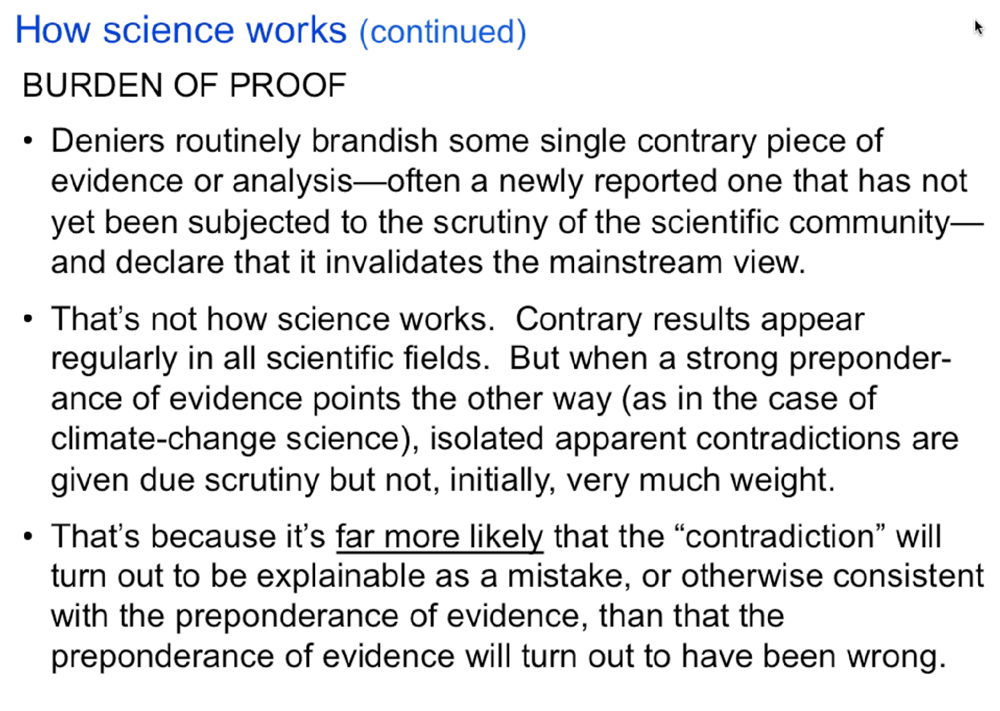 How science works (continued)
BURDEN OF PROOF
• Deniers routinely brandish some single contrary piece of
evidence or analysis—often a newly reported one that has not
yet been subjected to the scrutiny of the scientific community—
and declare that it invalidates the mainstream view.
• That’s not how science works.  Contrary results appear
regularly in all scientific fields.  But when a strong preponder-
ance of evidence points the other way (as in the case of
climate-change science), isolated apparent contradictions are
given due scrutiny but not, initially, very much weight.
• That’s because it’s far more likely that the “contradiction” will
turn out to be explainable as a mistake, or otherwise consistent
with the preponderance of evidence, than that the
preponderance of evidence will turn out to have been wrong.